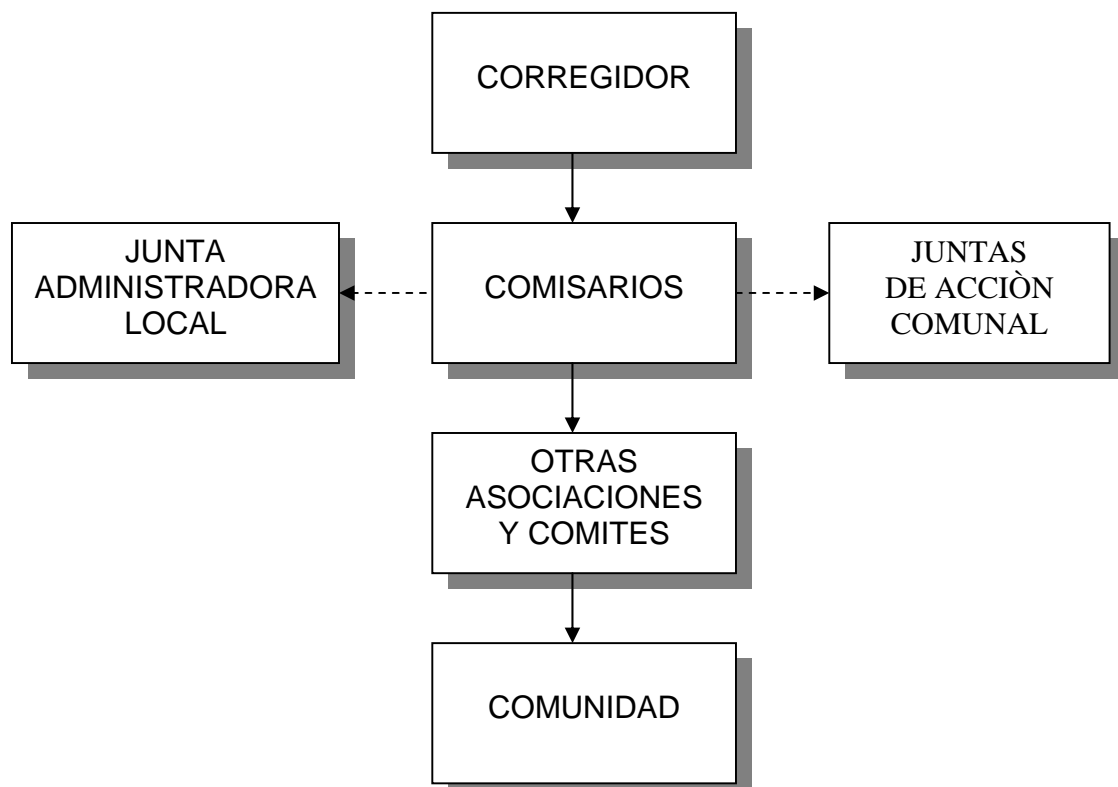 CORREGIDOR
JUNTA
ADMINISTRADORA
LOCAL
COMISARIOS
JUNTAS
DE ACCIÒN
COMUNAL
OTRAS
ASOCIACIONES
Y COMITES
COMUNIDAD